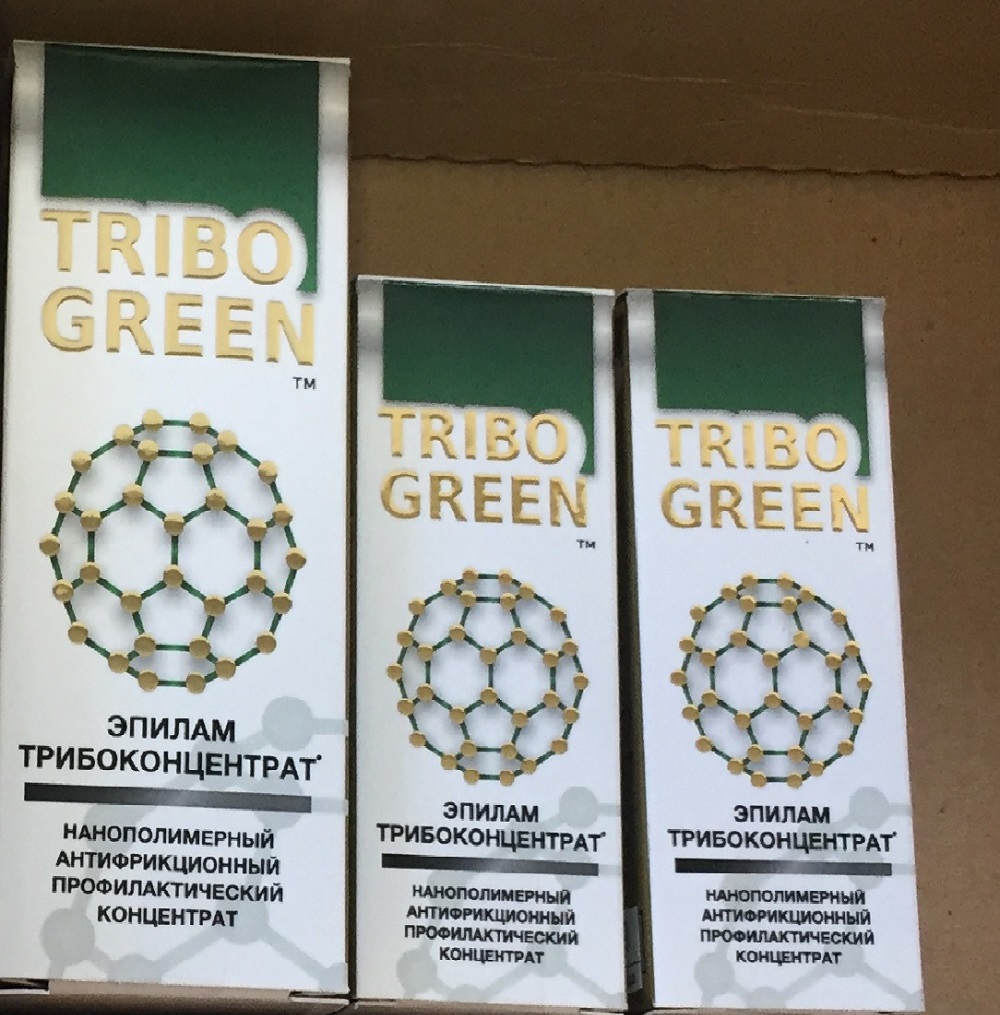 TRIBO
GREEN
TM
ЭПИЛАМ
ТРИБОКОНЦЕНТРАТ*
НАНОПОЛИМЕРНЫЙ
АНТИФРИКЦИОННЫЙ
ПРОФИЛАКТИЧЕСКИЙ
КОНЦЕНТРАТ
TRIBO
GREEN
TM
ЭПИЛАМ
ТРИБОКОНЦЕНТРАТ*
НАНОПОЛИМЕРНЫЙ
АНТИФРИКЦИОННЫЙ
ПРОФИЛАКТИЧЕСКИЙ
КОНЦЕНТРАТ
TRIBO
GREEN
TM
ЭПИЛАМ
ТРИБОКОНЦЕНТРАТ*
НАНОПОЛИМЕРНЫЙ
АНТИФРИКЦИОННЫЙ
ПРОФИЛАКТИЧЕСКИЙ
КОНЦЕНТРАТ